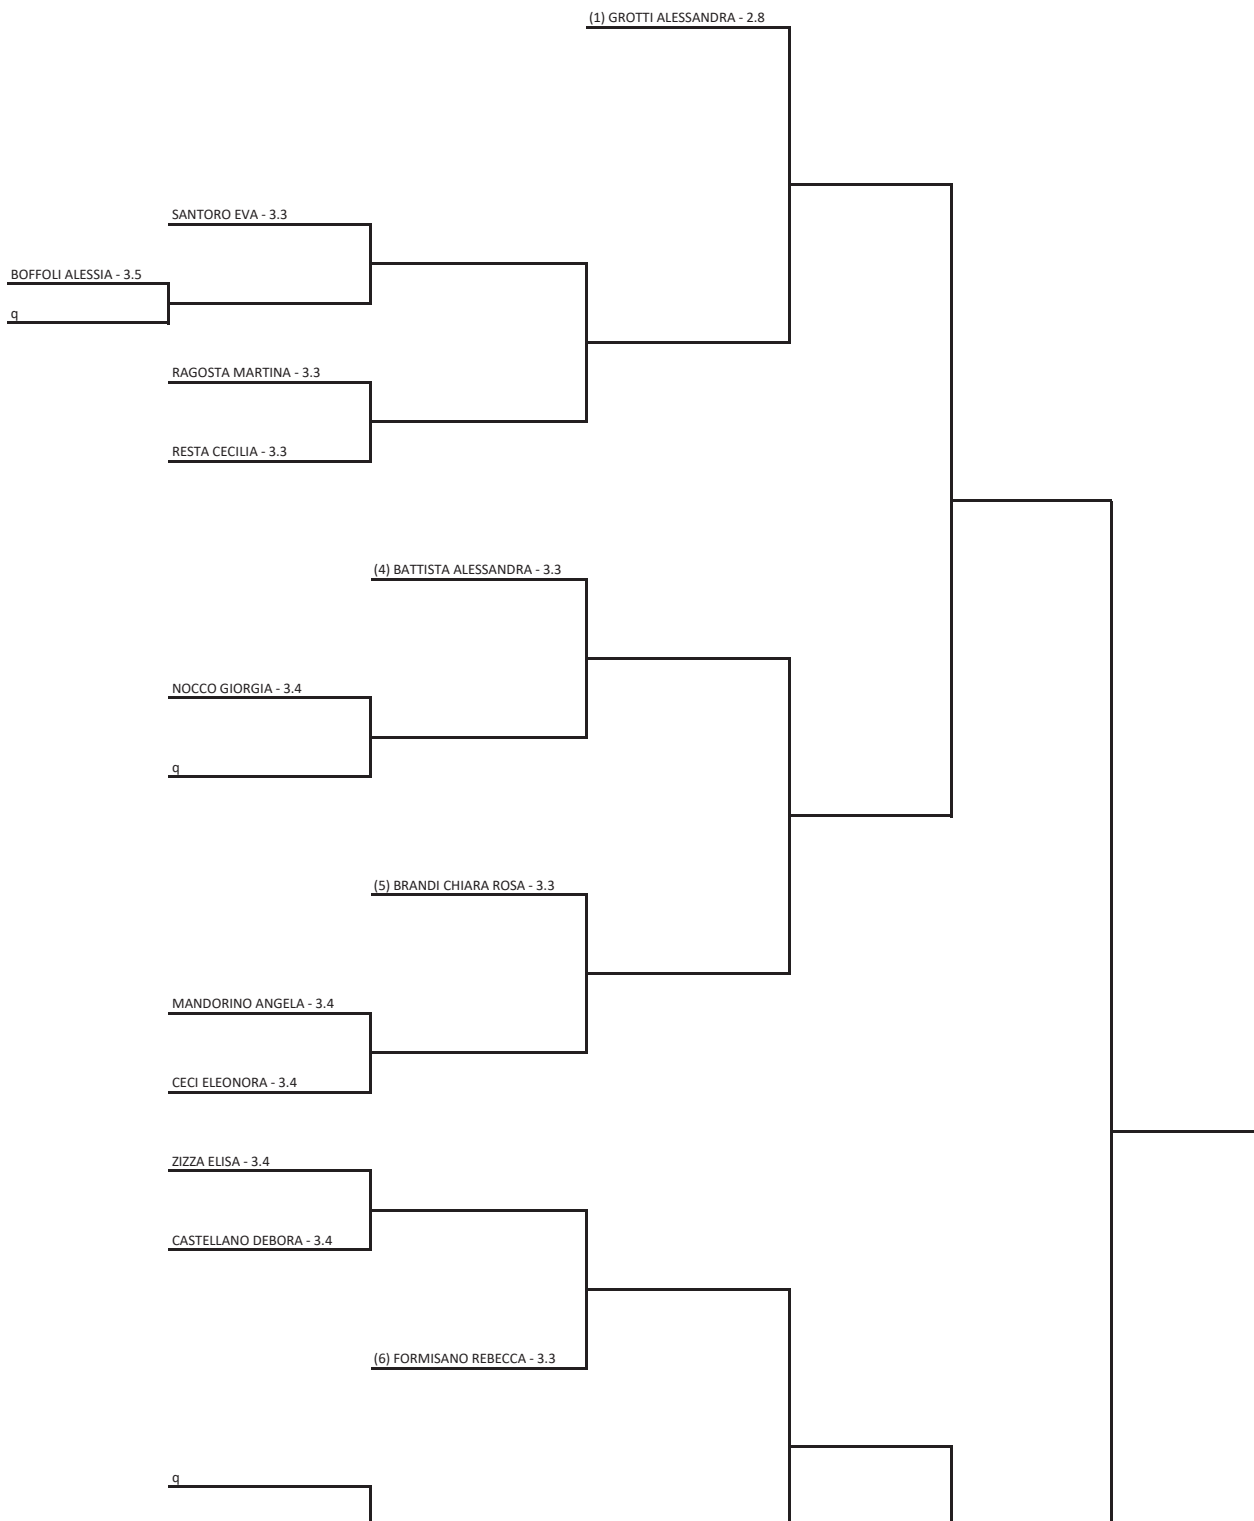 (1) GROTTI ALESSANDRA - 2.8
SANTORO EVA - 3.3
BOFFOLI ALESSIA - 3.5
q
RAGOSTA MARTINA - 3.3
RESTA CECILIA - 3.3
(4) BATTISTA ALESSANDRA - 3.3
NOCCO GIORGIA - 3.4
q
(5) BRANDI CHIARA ROSA - 3.3
MANDORINO ANGELA - 3.4
CECI ELEONORA - 3.4
ZIZZA ELISA - 3.4
CASTELLANO DEBORA - 3.4
(6) FORMISANO REBECCA - 3.3
q